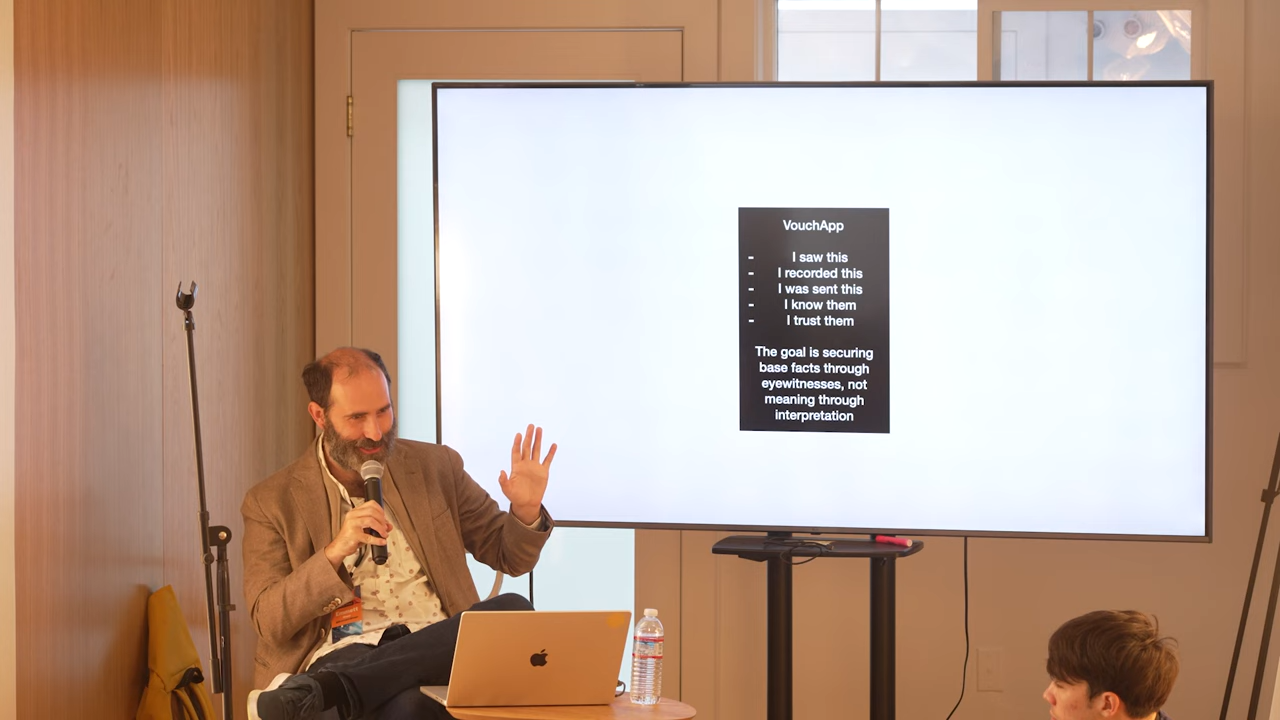 VouchApp
- I saw this
- I recorded this
- I was sent this
- I know them
- I trust them
The goal is securing
base facts through
eyewitnesses, not
meaning through
interpretation